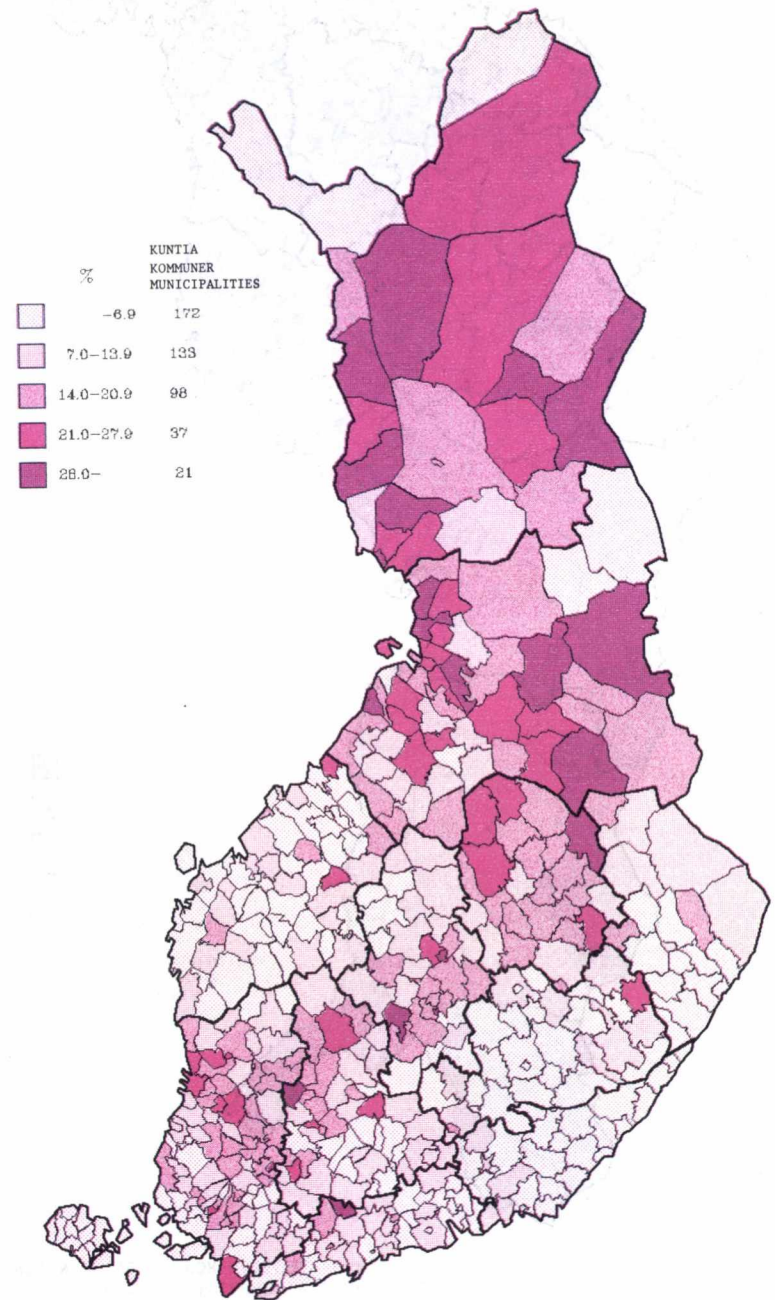 KUNTIA
% KOMMUNER
MUNICIPALITIES
-6.9 172
7.0-13.9 133
14.0-20.9 98
21.0-27.9 37
28.0- 21